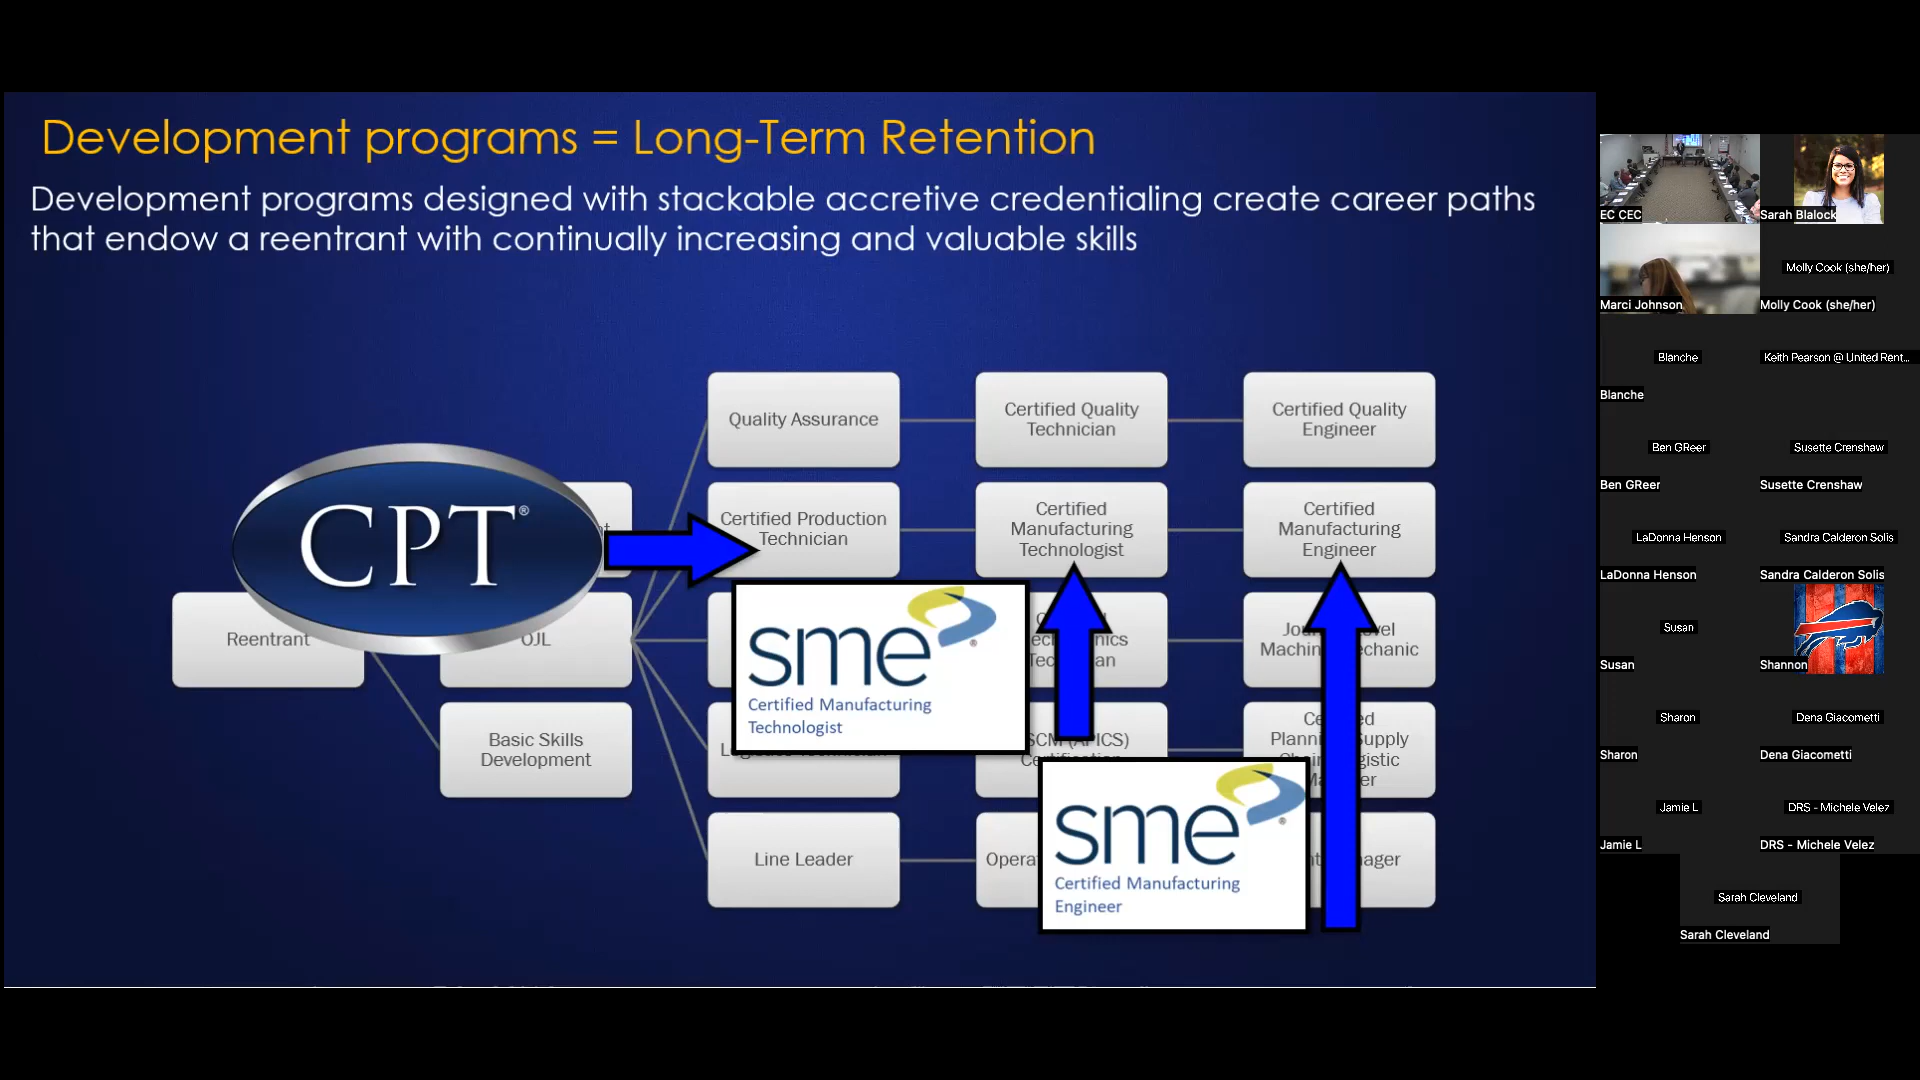 Development programs = Long-Term Retention
Development programs designed with stackable accretive credentialing create career paths
that endow a reentrant with continually increasing and valuable skills
Quality Assurance
Certified Quality
Technician
Certified Quality
Engineer
CPT®
Certified Production
Technician
Certified
Manufacturing
Technologist
Certified
Manufacturing
Engineer
Reentrant
OJL
sme®
Certified Manufacturing
Technologist
Basic Skills
Development
SCM (APICS)
Line Leader
sme®
Certified Manufacturing
Engineer
EC CEC
Sarah Blalock
Marci Johnson
Molly Cook (she/her)
Molly Cook (she/her)
Blanche
Keith Pearson @ United Rent...
Blanche
Ben GReer
Susette Crenshaw
Ben GReer
Susette Crenshaw
LaDonna Henson
Sandra Calderon Solis
LaDonna Henson
Sandra Calderon Solis
Susan
Susan
Shannon
Sharon
Dena Giacometti
Sharon
Dena Giacometti
Jamie L
DRS - Michele Velez
Jamie L
DRS - Michele Velez
Sarah Cleveland
Sarah Cleveland